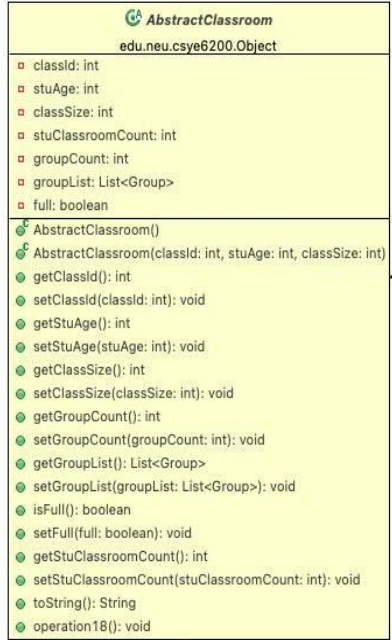 AbstractClassroom
edu.neu.csye6200.Object
classId: int
stuAge: int
classSize: int
stuClassroomCount: int
groupCount: int
groupList: List<Group>
full: boolean
AbstractClassroom()
AbstractClassroom(classId: int, stuAge: int, classSize: int)
getClassId(): int
setClassId(classId: int): void
getStuAge(): int
setStuAge(stuAge: int): void
getClassSize(): int
setClassSize(classSize: int): void
getGroupCount(): int
setGroupCount(groupCount: int): void
getGroupList(): List<Group>
setGroupList(groupList: List<Group>): void
isFull(): boolean
setFull(full: boolean): void
getStuClassroomCount(): int
setStuClassroomCount(stuClassroomCount: int): void
toString(): String
operation18(): void